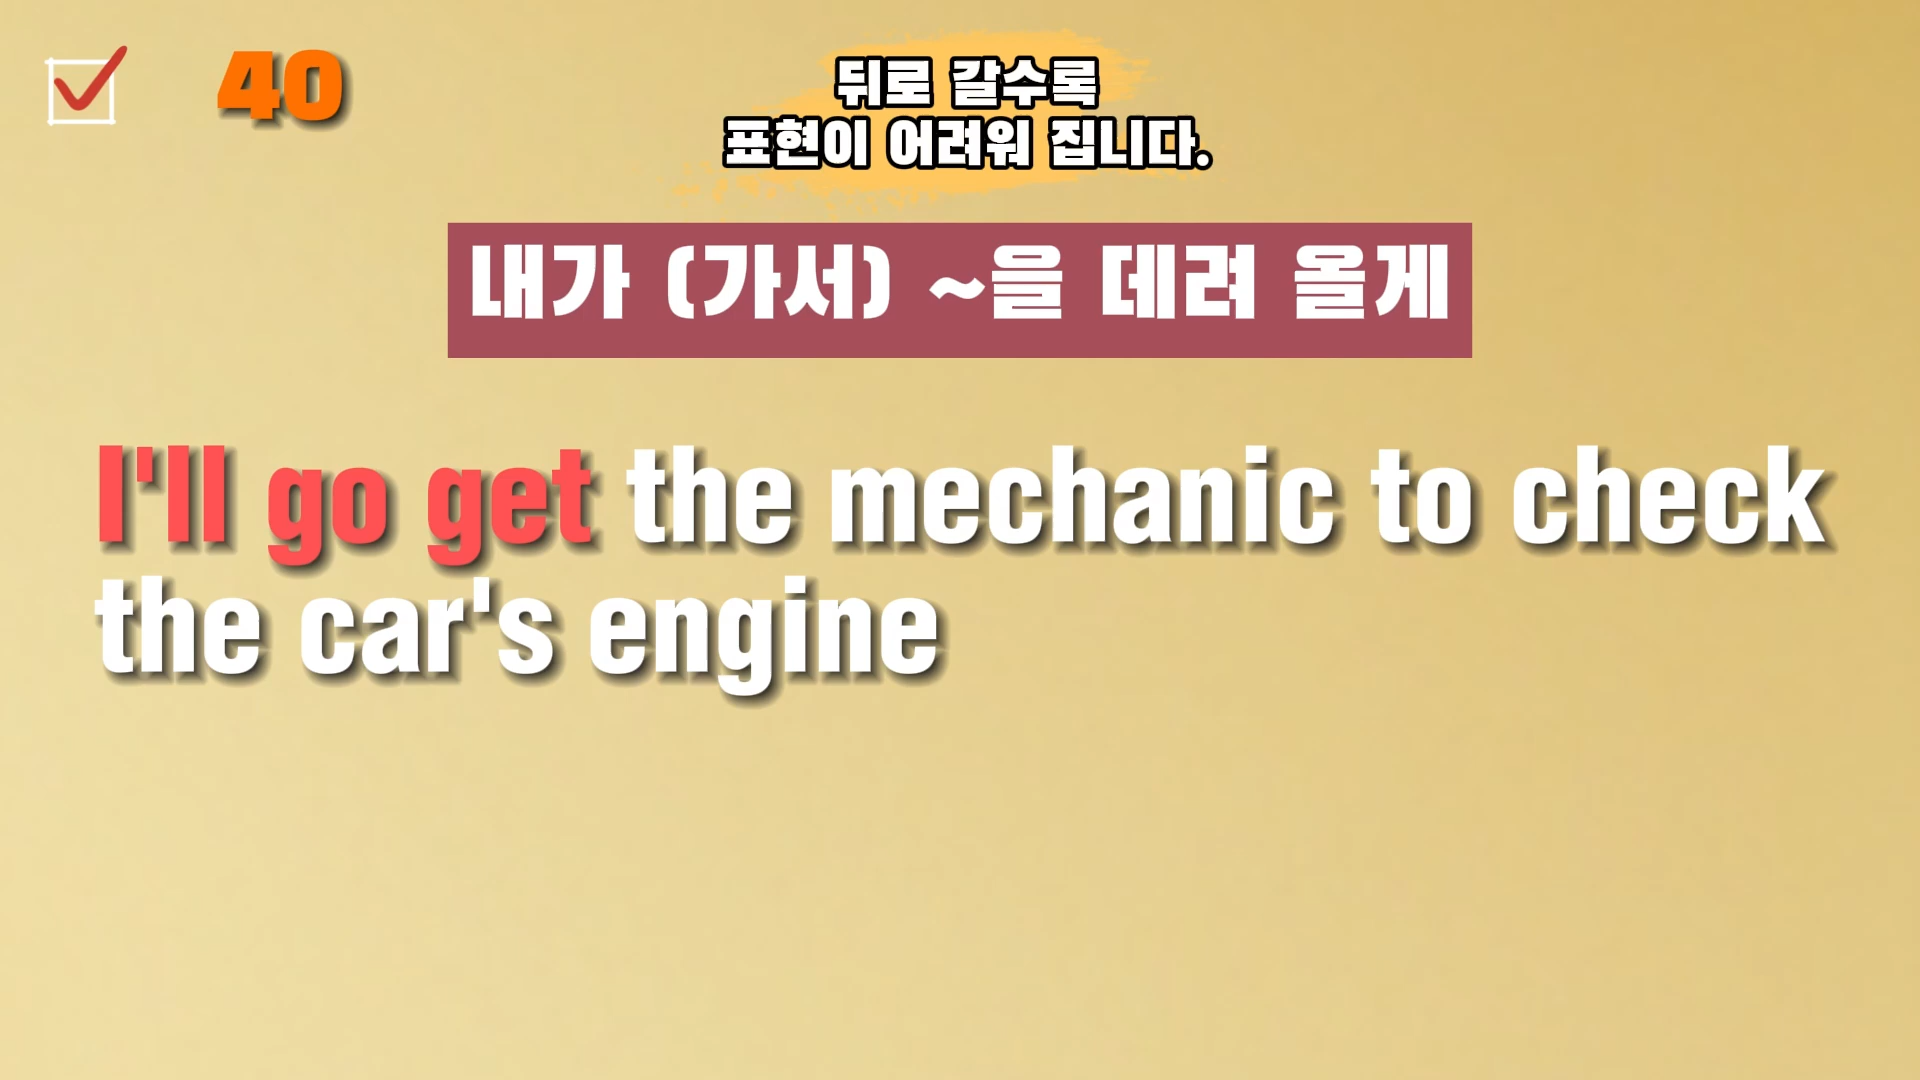 40
뒤로 갈수록
표현이 어려워 집니다.
내가 (가서) ~을 데려 올게
I'll go get the mechanic to check
the car's engine